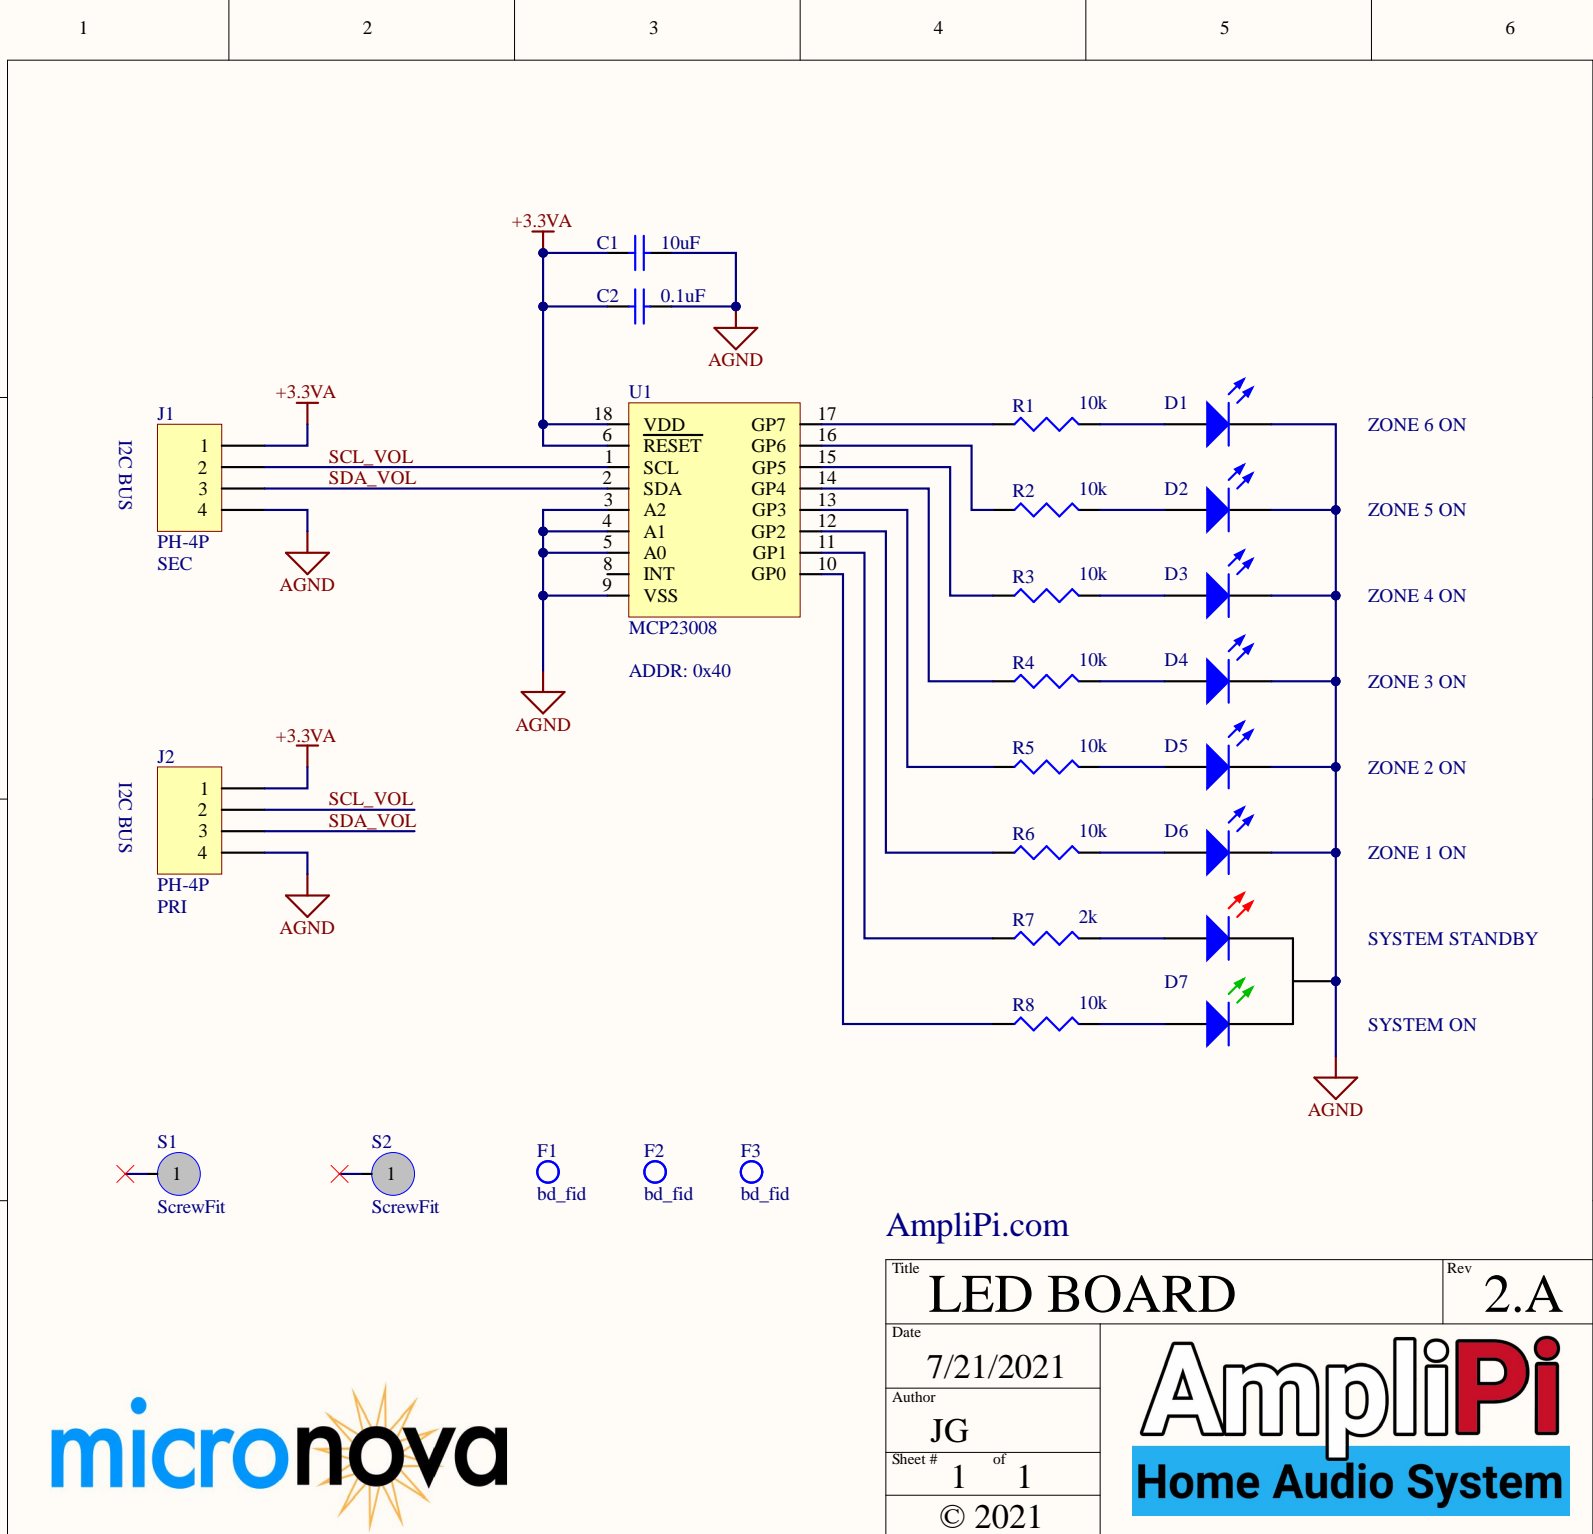 1 2 3 4 5 6
+3.3VA
C1 10uF
C2 0.1uF
AGND
+3.3VA
J1
I2C BUS
1
2 SCL_VOL
3 SDA_VOL
4
PH-4P
SEC
AGND
U1
18 VDD GP7 17
6 RESET GP6 16
1 SCL GP5 15
2 SDA GP4 14
3 A2 GP3 13
4 A1 GP2 12
5 A0 GP1 11
8 INT GP0 10
9 VSS
MCP23008
ADDR: 0x40
AGND
R1 10k D1 ZONE 6 ON
R2 10k D2 ZONE 5 ON
R3 10k D3 ZONE 4 ON
R4 10k D4 ZONE 3 ON
R5 10k D5 ZONE 2 ON
R6 10k D6 ZONE 1 ON
R7 2k SYSTEM STANDBY
D7
R8 10k SYSTEM ON
AGND
+3.3VA
J2
I2C BUS
1
2 SCL_VOL
3 SDA_VOL
4
PH-4P
PRI
AGND
S1
1
ScrewFit
S2
1
ScrewFit
F1
bd_fid
F2
bd_fid
F3
bd_fid
AmpliPi.com
Title LED BOARD Rev 2.A
Date 7/21/2021
Author JG
Sheet # 1 of 1
© 2021
AmpliPi
Home Audio System
micronova